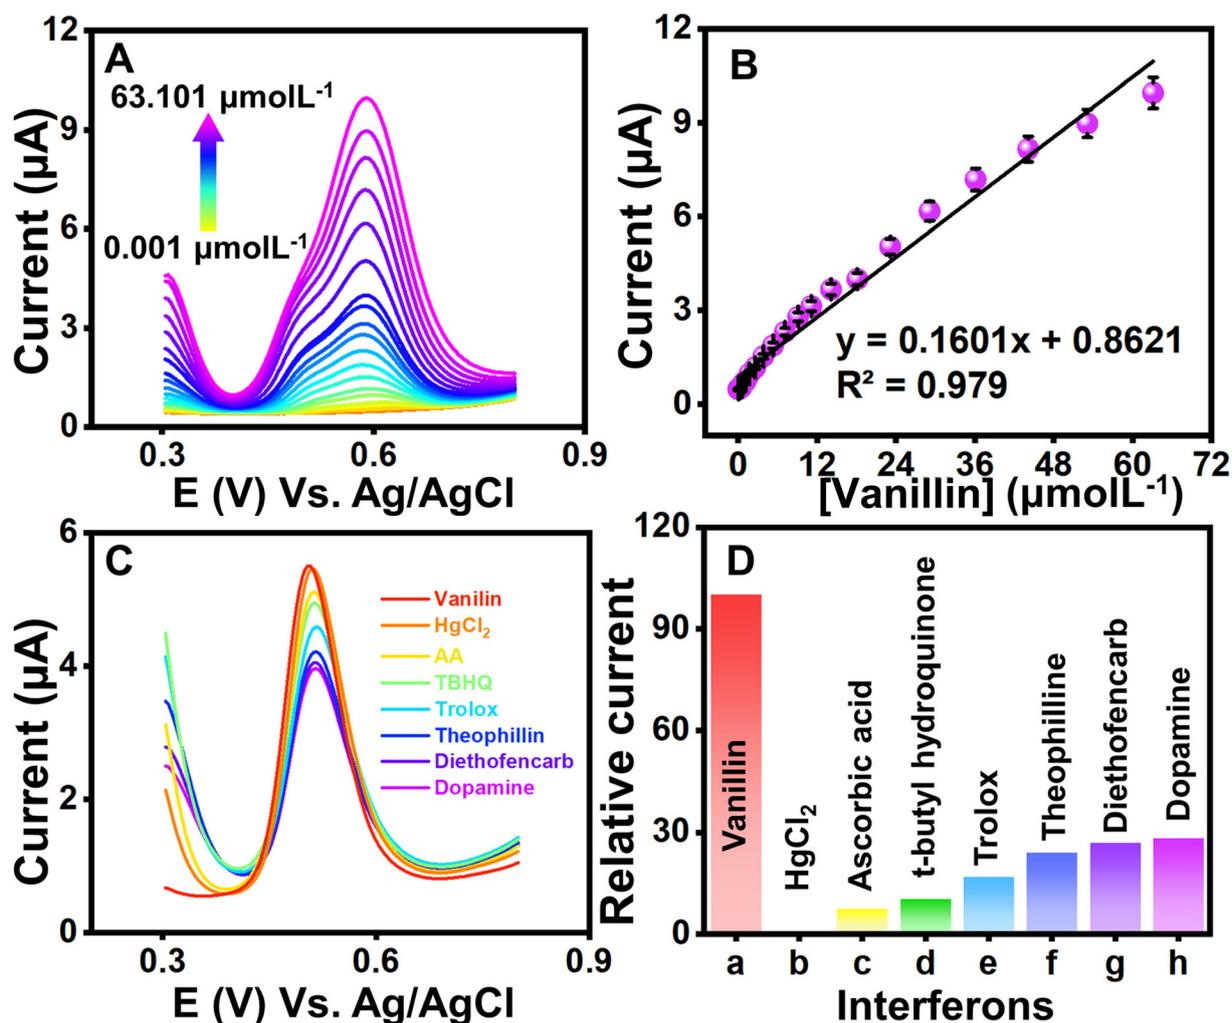 A
63.101 µmolL⁻¹
0.001 µmolL⁻¹
12
9
6
3
0
Current (µA)
0.3
0.6
0.9
E (V) Vs. Ag/AgCl
B
12
9
6
3
0
Current (µA)
y = 0.1601x + 0.8621
R² = 0.979
0
12
24
36
48
60
72
[Vanillin] (µmolL⁻¹)
C
6
4
2
0
Current (µA)
Vanilin
HgCl₂
AA
TBHQ
Trolox
Theophillin
Diethofencarb
Dopamine
0.3
0.6
0.9
E (V) Vs. Ag/AgCl
D
120
90
60
30
0
Relative current
Vanillin
HgCl₂
Ascorbic acid
t-butyl hydroquinone
Trolox
Theophilline
Diethofencarb
Dopamine
a
b
c
d
e
f
g
h
Interferons